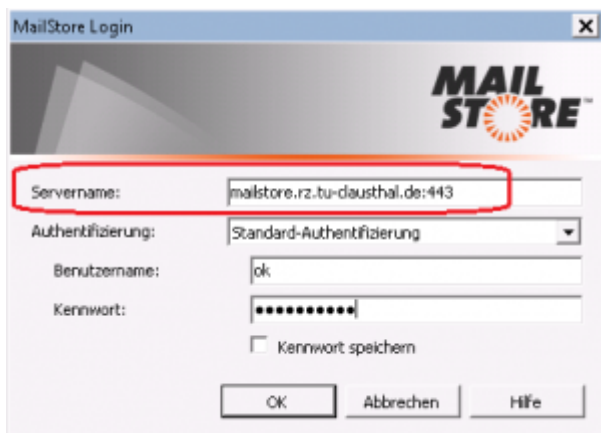 MailStore Login
MAIL
STORE™
Servername: mailstore.rz.tu-clausthal.de:443
Authentifizierung: Standard-Authentifizierung
Benutzername: ok
Kennwort: ●●●●●●●●●●
Kennwort speichern
OK Abbrechen Hilfe